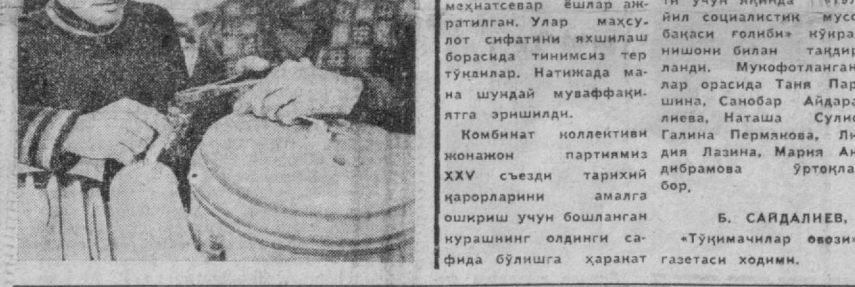 меҳнатсевар ёшлар аж-
ратилган. Улар маҳсу-
лот сифатини яхшилаш
борасида тинимсиз тер
тўкдилар. Натижада ма-
на шундай муваффақи-
ятга эришилди.
Комбинат коллективи
жонажон партиямиз
XXV съезди тарихий
қарорларини амалга
ошириш учун бошланган
курашнинг олдинги са-
фида бўлишга ҳаракат
йил социалистик мусо
бақаси ғолиби» кўкра
нишони билан тақдир
ланди. Мукофотланган
лар орасида Таня Пар
шина, Санобар Айдара
лиева, Наташа Сулис
Галина Пермякова, Ли
дия Лазина, Мария Ан
дибрамова ўртоқла
бор.
Б. САЙДАЛИЕВ,
«Тўқимачилар овози»
газетаси ходими.